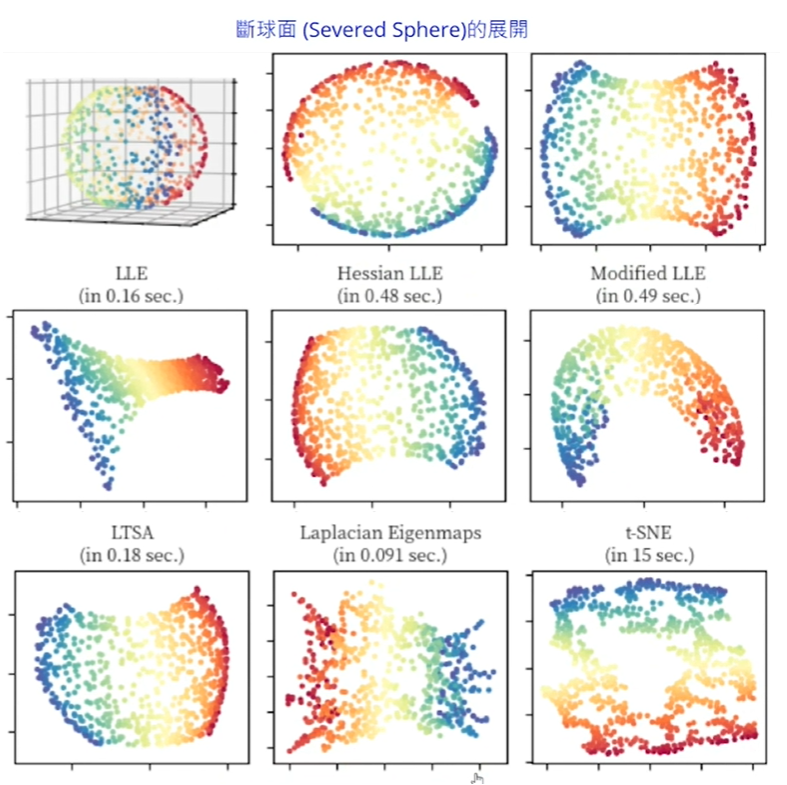 斷球面 (Severed Sphere)的展開
LLE
(in 0.16 sec.)
Hessian LLE
(in 0.48 sec.)
Modified LLE
(in 0.49 sec.)
LTSA
(in 0.18 sec.)
Laplacian Eigenmaps
(in 0.091 sec.)
t-SNE
(in 15 sec.)